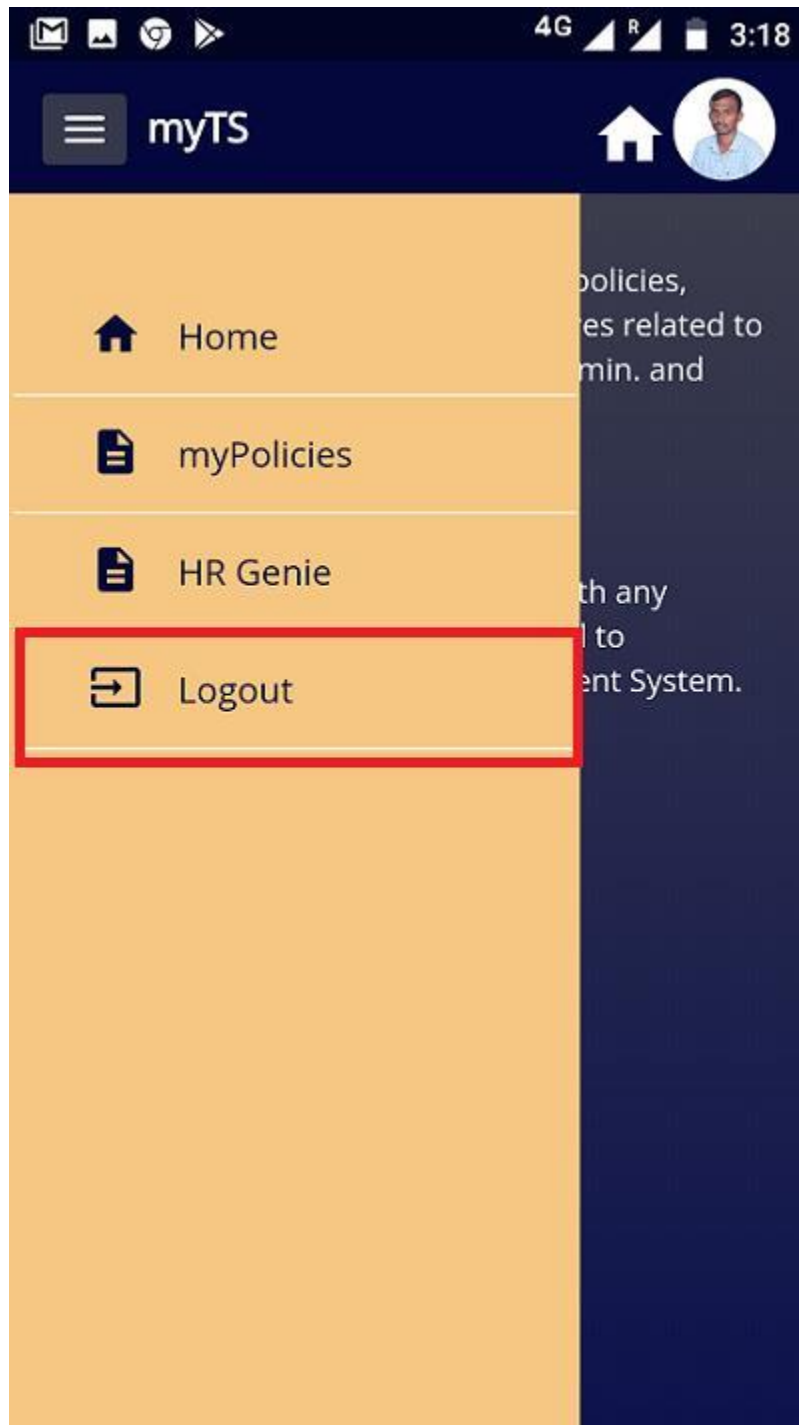 4G R 3:18
myTS
Home
myPolicies
HR Genie
Logout
policies,
es related to
min. and
th any
to
ent System.